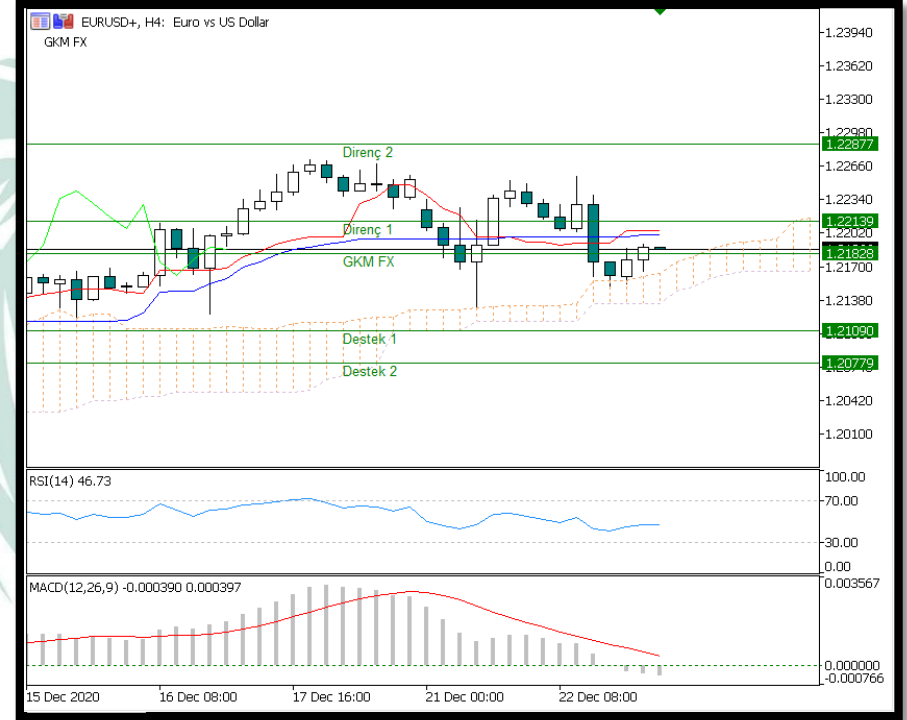 EURUSD+, H4: Euro vs US Dollar
GKM FX
1.23940
1.23620
1.23300
1.22980
1.22877
Direnç 2
1.22660
1.22340
1.22139
Direnç 1
1.22020
1.21828
GKM FX
1.21700
1.21380
1.21090
Destek 1
1.20779
Destek 2
1.20420
1.20100
RSI(14) 46.73
100.00
70.00
30.00
0.00
MACD(12,26,9) -0.000390 0.000397
0.003567
0.000000
-0.000766
15 Dec 2020
16 Dec 08:00
17 Dec 16:00
21 Dec 00:00
22 Dec 08:00